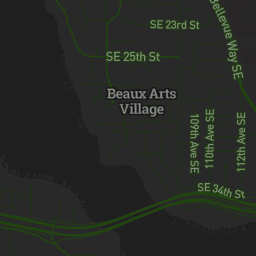 SE 23rd St
Bellevue Way SE
SE 25th St
Beaux Arts
Village
109th Ave SE
110th Ave SE
112th Ave SE
SE 34th St